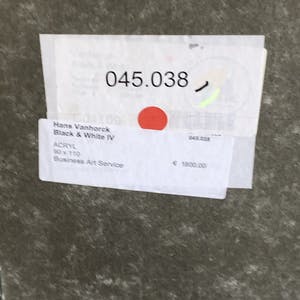 045.038
Hans Vanhorck
Black & White IV
045.038
ACRYL
90 x 110
Business Art Service
€ 1800.00